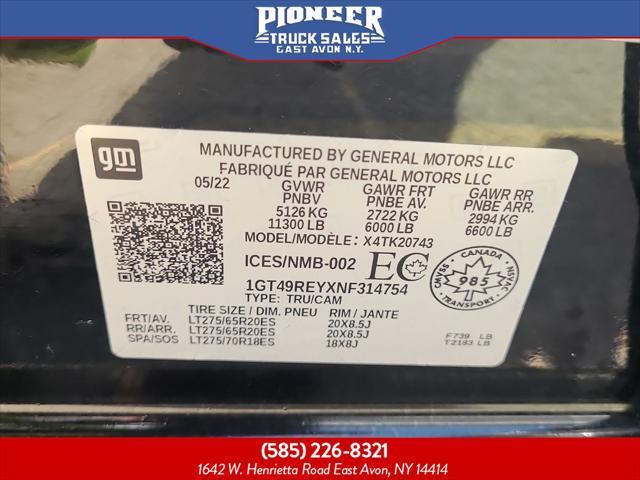 PIONEER
TRUCK SALES
EAST AVON N.Y.
gm
MANUFACTURED BY GENERAL MOTORS LLC
FABRIQUÉ PAR GENERAL MOTORS LLC
05/22 GVWR GAWR FRT GAWR RR
PNBV PNBE AV. PNBE ARR.
5126 KG 2722 KG 2994 KG
11300 LB 6000 LB 6600 LB
MODEL/MODÈLE: X4TK20743
ICES/NMB-002 EC
1GT49REYXNF314754
TYPE: TRU/CAM
CANADA
985
CMVSS
NSVAC
TIRE SIZE / DIM. PNEU RIM / JANTE
FRT/AV. LT275/65R20ES 20X8.5J
RR/ARR. LT275/65R20ES 20X8.5J
SPA/SOS LT275/70R18ES 18X8J
F739 LB
T2183 LB
(585) 226-8321
1642 W. Henrietta Road East Avon, NY 14414